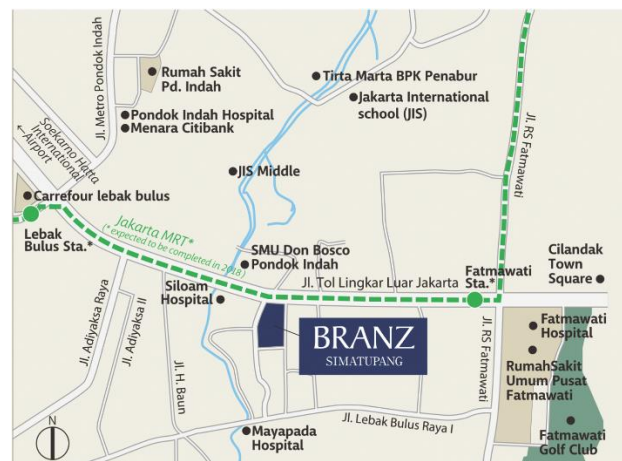 Jl. Metro Pondok Indah
Rumah Sakit
Pd. Indah
Tirta Marta BPK Penabur
Jakarta International
school (JIS)
Pondok Indah Hospital
Menara Citibank
Soekarno Hatta
International
←Airport
Jl. RS Fatmawati
JIS Middle
Carrefour lebak bulus
Lebak
Bulus Sta.*
Jakarta MRT*
(* expected to be completed in 2018)
SMU Don Bosco
Pondok Indah
Cilandak
Town
Square
Siloam
Hospital
Jl. Tol Lingkar Luar Jakarta
Fatmawati
Sta.*
Jl. Adiyaksa Raya
Jl. Adiyaksa II
Jl. H. Baun
BRANZ
SIMATUPANG
Jl. RS Fatmawati
Fatmawati
Hospital
RumahSakit
Umum Pusat
Fatmawati
N
Mayapada
Hospital
Jl. Lebak Bulus Raya I
Fatmawati
Golf Club